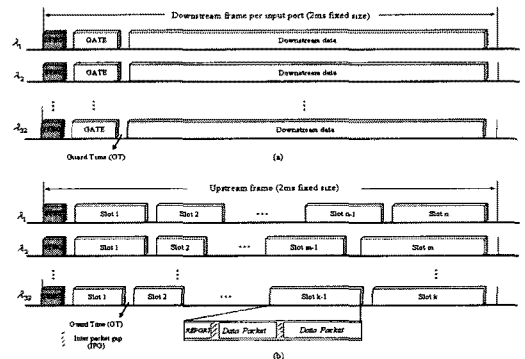 Downstream frame per input port (2ms fixed size)
λ1 GATE Downstream data
λ2 GATE Downstream data
λ32 GATE Downstream data
Guard Time (GT)
(a)
Upstream frame (2ms fixed size)
λ1 Slot 1 Slot 2 Slot n-1 Slot n
λ2 Slot 1 Slot 2 Slot m-1 Slot m
λ32 Slot 1 Slot 2 Slot k-1 Slot k
Guard Time (GT)
Inter packet gap
(IPG)
REPORT Data Packet Data Packet
(b)